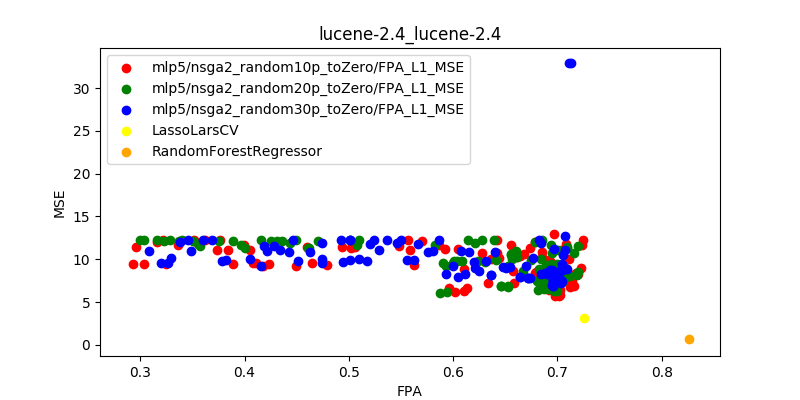 lucene-2.4_lucene-2.4
mlp5/nsga2_random10p_toZero/FPA_L1_MSE
mlp5/nsga2_random20p_toZero/FPA_L1_MSE
mlp5/nsga2_random30p_toZero/FPA_L1_MSE
LassoLarsCV
RandomForestRegressor
MSE
30
25
20
15
10
5
0
0.3 0.4 0.5 0.6 0.7 0.8
FPA